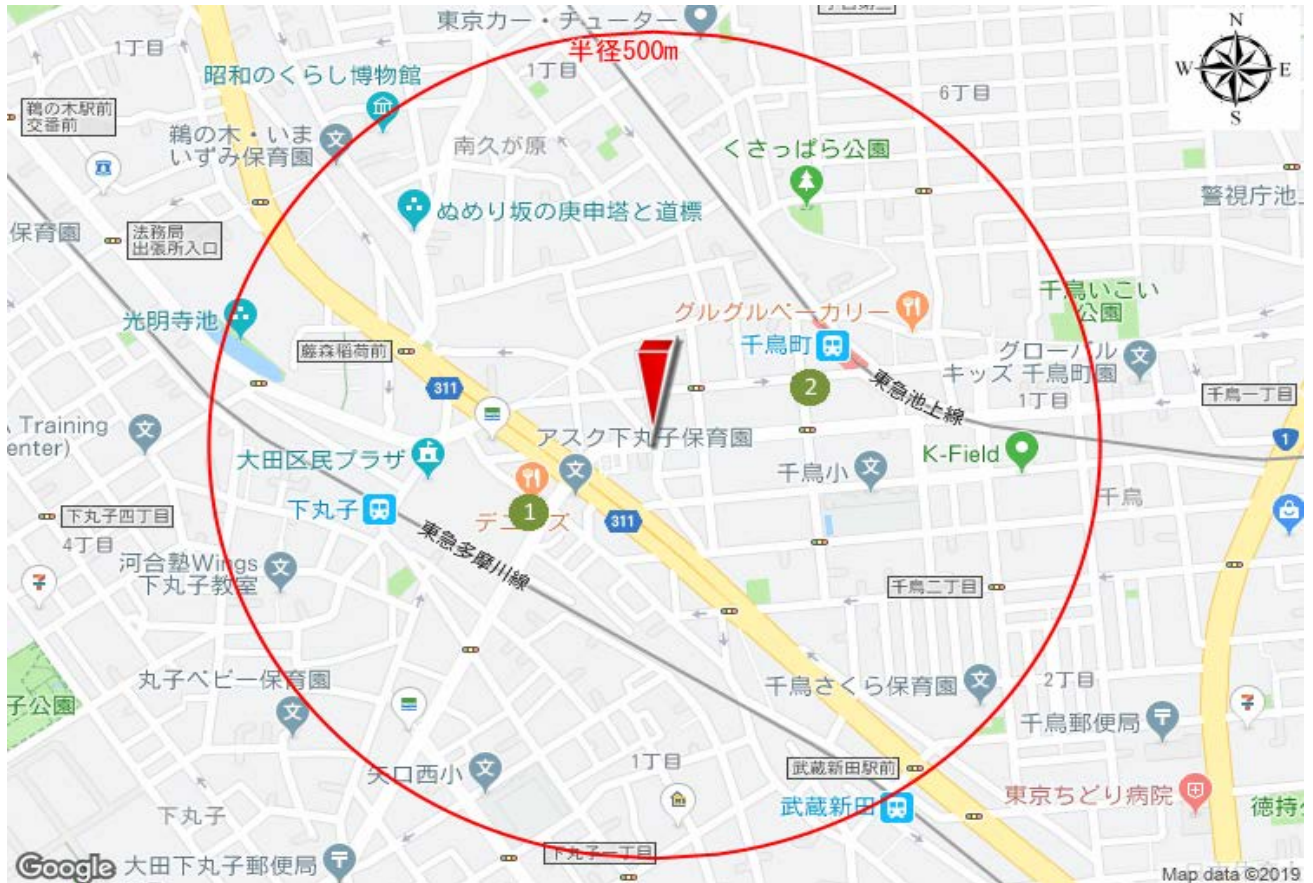 東京カー・チューター
N
W E
S
半径500m
1丁目
1丁目
昭和のくらし博物館
6丁目
鵜の木駅前
交番前
鵜の木・いま
いずみ保育園
南久が原
くさっぱら公園
ぬめり坂の庚申塔と道標
警視庁池上
保育園
法務局
出張所入口
光明寺池
グルグルベーカリー
千鳥いこい
公園
藤森稲荷前
千鳥町
グローバル
キッズ 千鳥町園
311
2
東急池上線
1丁目
千鳥一丁目
Training
enter)
アスク下丸子保育園
大田区民プラザ
千鳥小
K-Field
1
千鳥
下丸子
1
デニーズ
311
下丸子四丁目
4丁目
東急多摩川線
河合塾Wings
下丸子教室
千鳥二丁目
丸子ベビー保育園
千鳥さくら保育園
2丁目
子公園
千鳥郵便局
矢口西小
1丁目
武蔵新田駅前
下丸子
武蔵新田
東京ちどり病院
徳持
Google
大田下丸子郵便局
下丸子一丁目
Map data ©2019